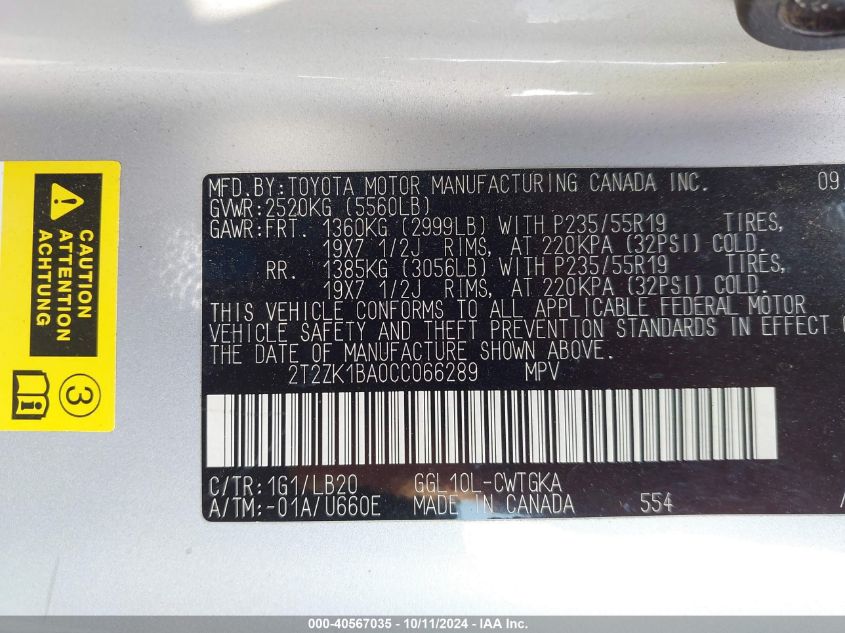 CAUTION
ATTENTION
ACHTUNG
MFD.BY:TOYOTA MOTOR MANUFACTURING CANADA INC. 09
GVWR:2520KG (5560LB)
GAWR:FRT. 1360KG (2999LB) WITH P235/55R19 TIRES,
19X7 1/2J RIMS, AT 220KPA (32PSI) COLD.
RR. 1385KG (3056LB) WITH P235/55R19 TIRES,
19X7 1/2J RIMS, AT 220KPA (32PSI) COLD.
THIS VEHICLE CONFORMS TO ALL APPLICABLE FEDERAL MOTOR
VEHICLE SAFETY AND THEFT PREVENTION STANDARDS IN EFFECT
THE DATE OF MANUFACTURE SHOWN ABOVE.
2T2ZK1BA0CC066289 MPV
C/TR:1G1/LB20 GGL10L-CWTGKA
A/TM:-01A/U660E MADE IN CANADA 554
3
000-40567035 - 10/11/2024 - IAA Inc.